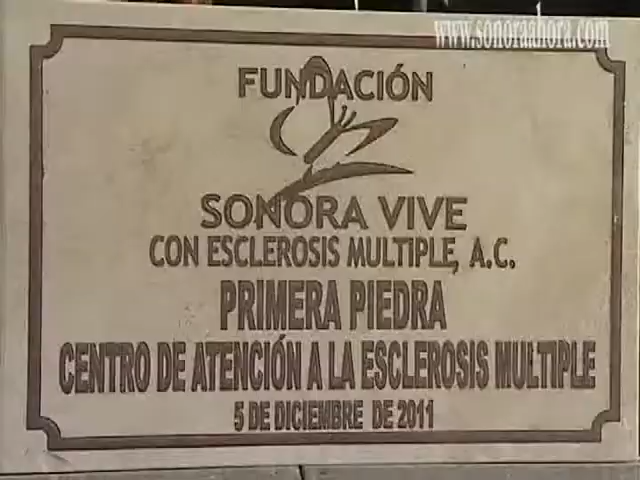 www.sonoraahora.com
FUNDACIÓN
SONORA VIVE
CON ESCLEROSIS MULTIPLE, A.C.
PRIMERA PIEDRA
CENTRO DE ATENCIÓN A LA ESCLEROSIS MULTIPLE
5 DE DICIEMBRE DE 2011